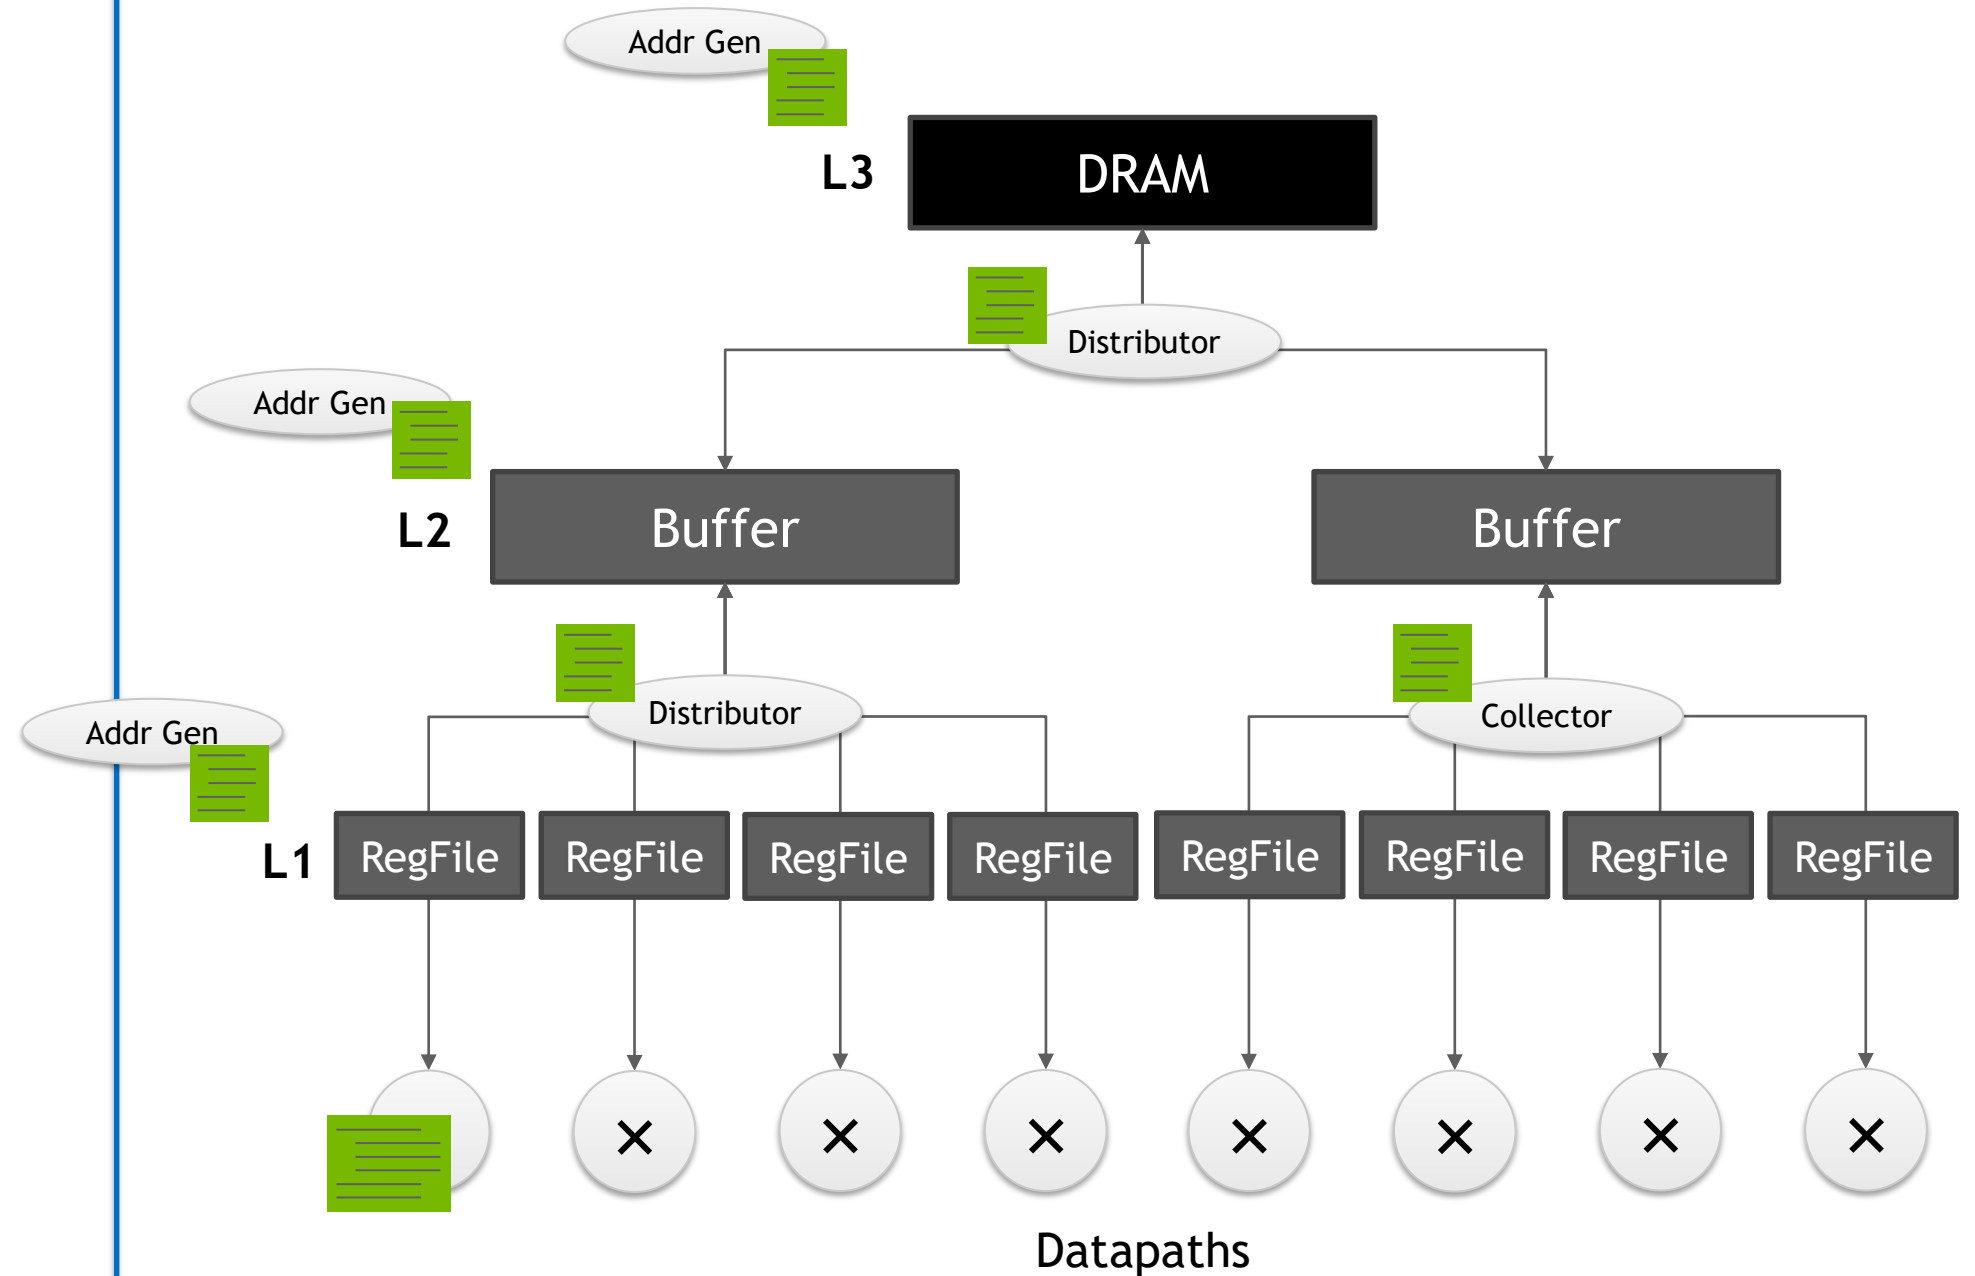 Addr Gen
L3
DRAM
Distributor
Addr Gen
L2
Buffer
Buffer
Addr Gen
Distributor
Collector
L1
RegFile
RegFile
RegFile
RegFile
RegFile
RegFile
RegFile
RegFile
×
×
×
×
×
×
×
Datapaths